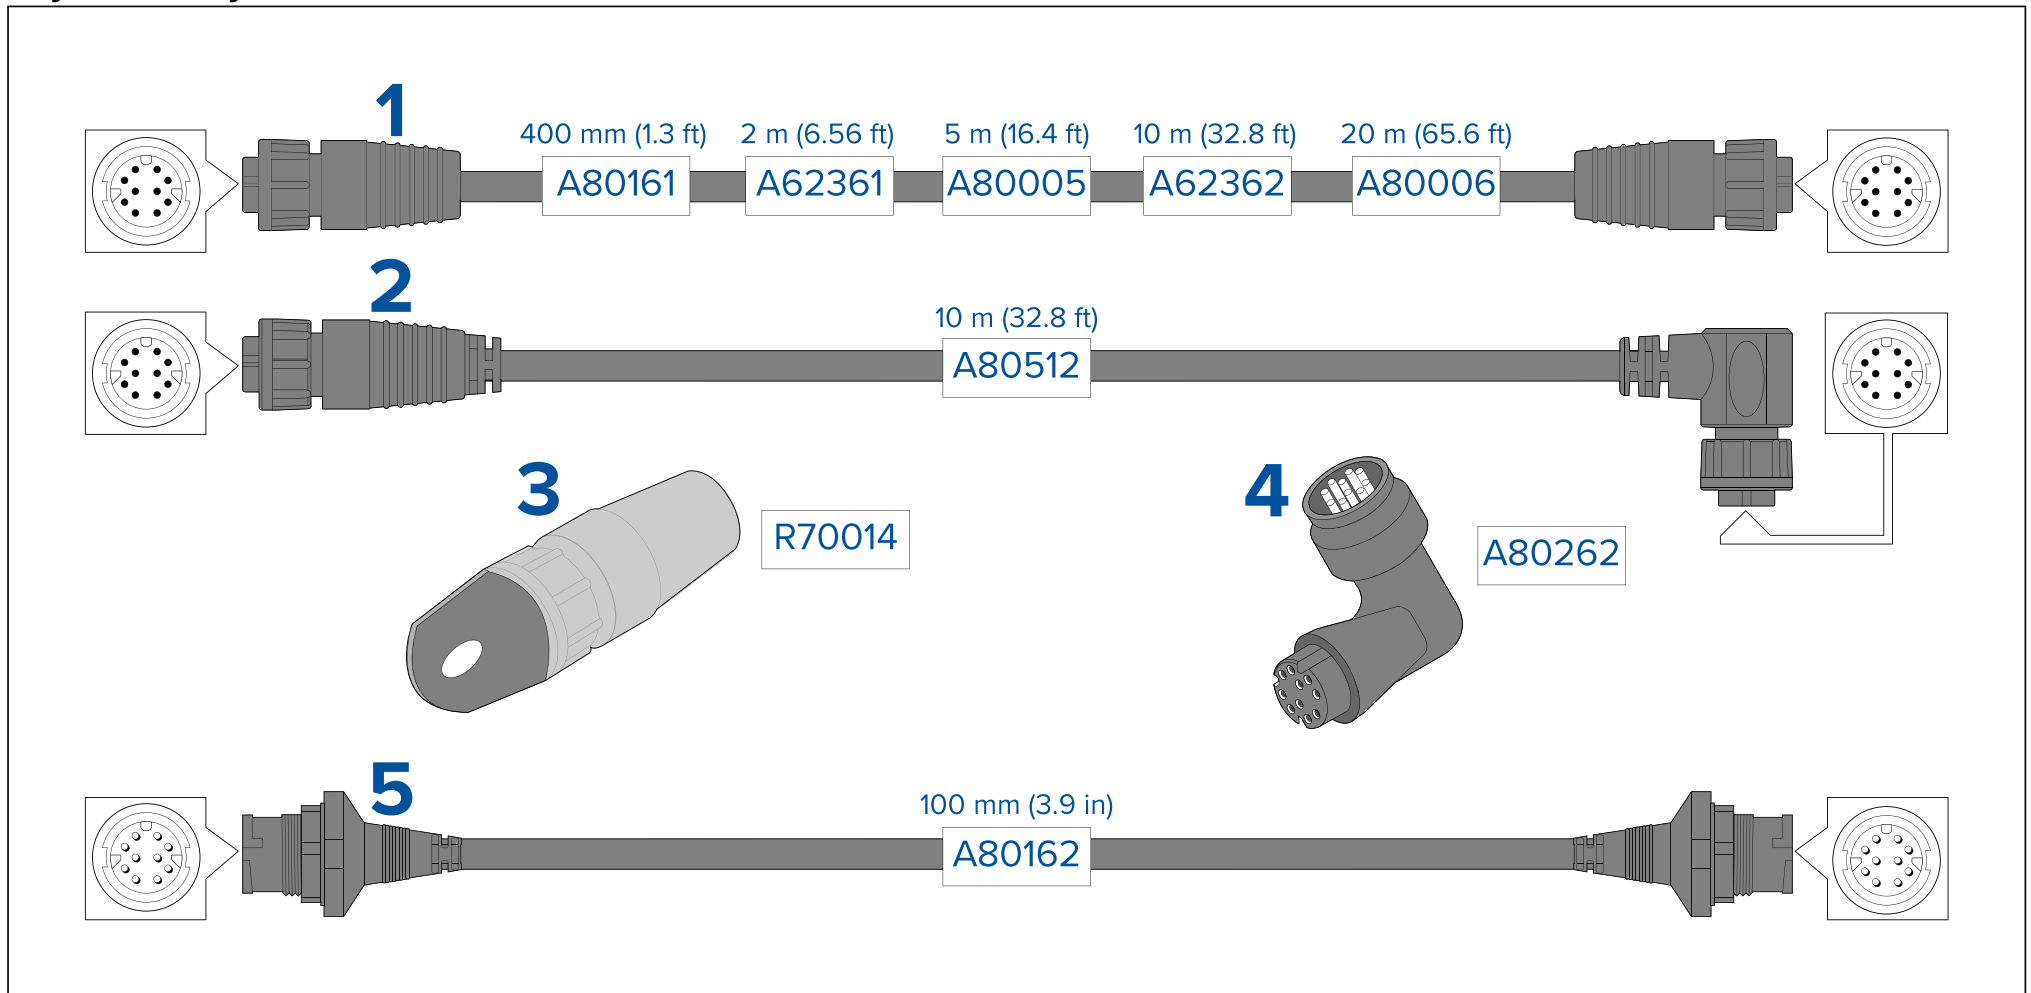 1
400 mm (1.3 ft) 2 m (6.56 ft) 5 m (16.4 ft) 10 m (32.8 ft) 20 m (65.6 ft)
A80161 A62361 A80005 A62362 A80006
2
10 m (32.8 ft)
A80512
3
R70014
4
A80262
5
100 mm (3.9 in)
A80162